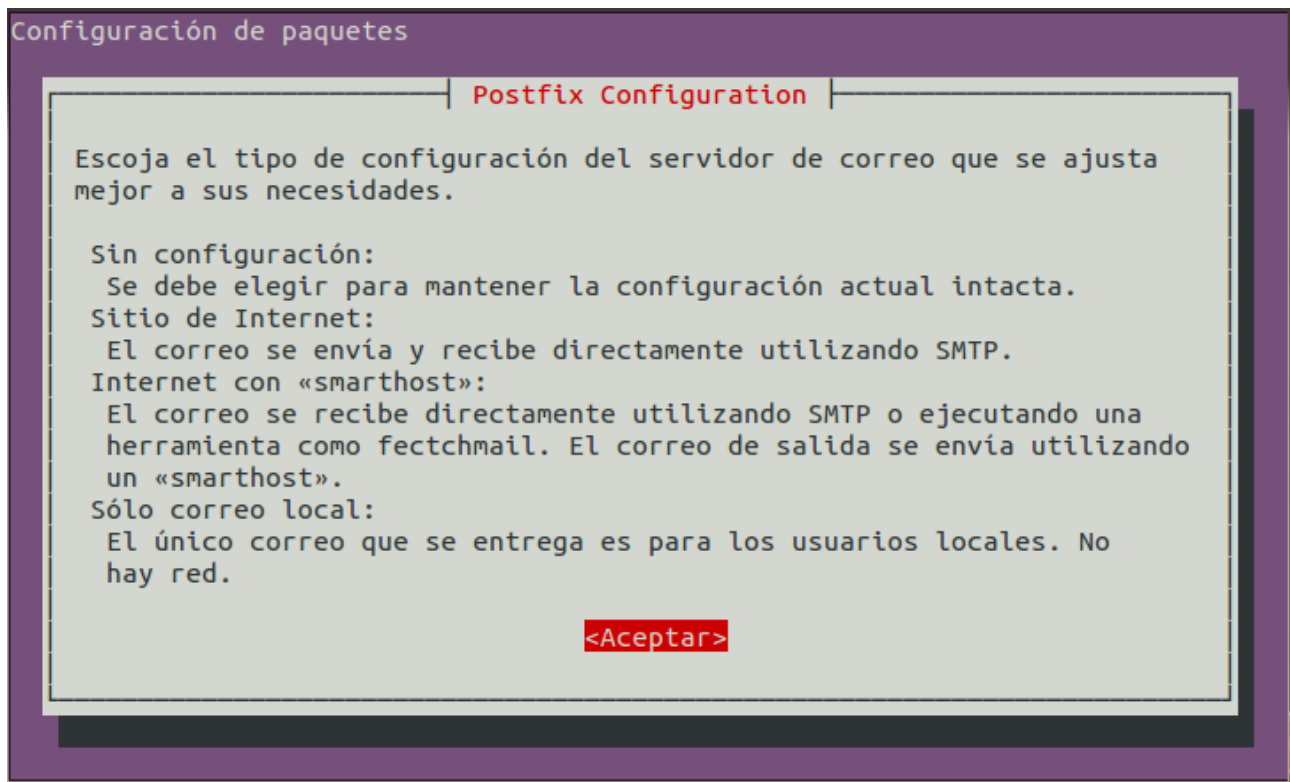 Configuración de paquetes
Postfix Configuration
Escoja el tipo de configuración del servidor de correo que se ajusta
mejor a sus necesidades.
Sin configuración:
Se debe elegir para mantener la configuración actual intacta.
Sitio de Internet:
El correo se envía y recibe directamente utilizando SMTP.
Internet con «smarthost»:
El correo se recibe directamente utilizando SMTP o ejecutando una
herramienta como fectchmail. El correo de salida se envía utilizando
un «smarthost».
Sólo correo local:
El único correo que se entrega es para los usuarios locales. No
hay red.
<Aceptar>